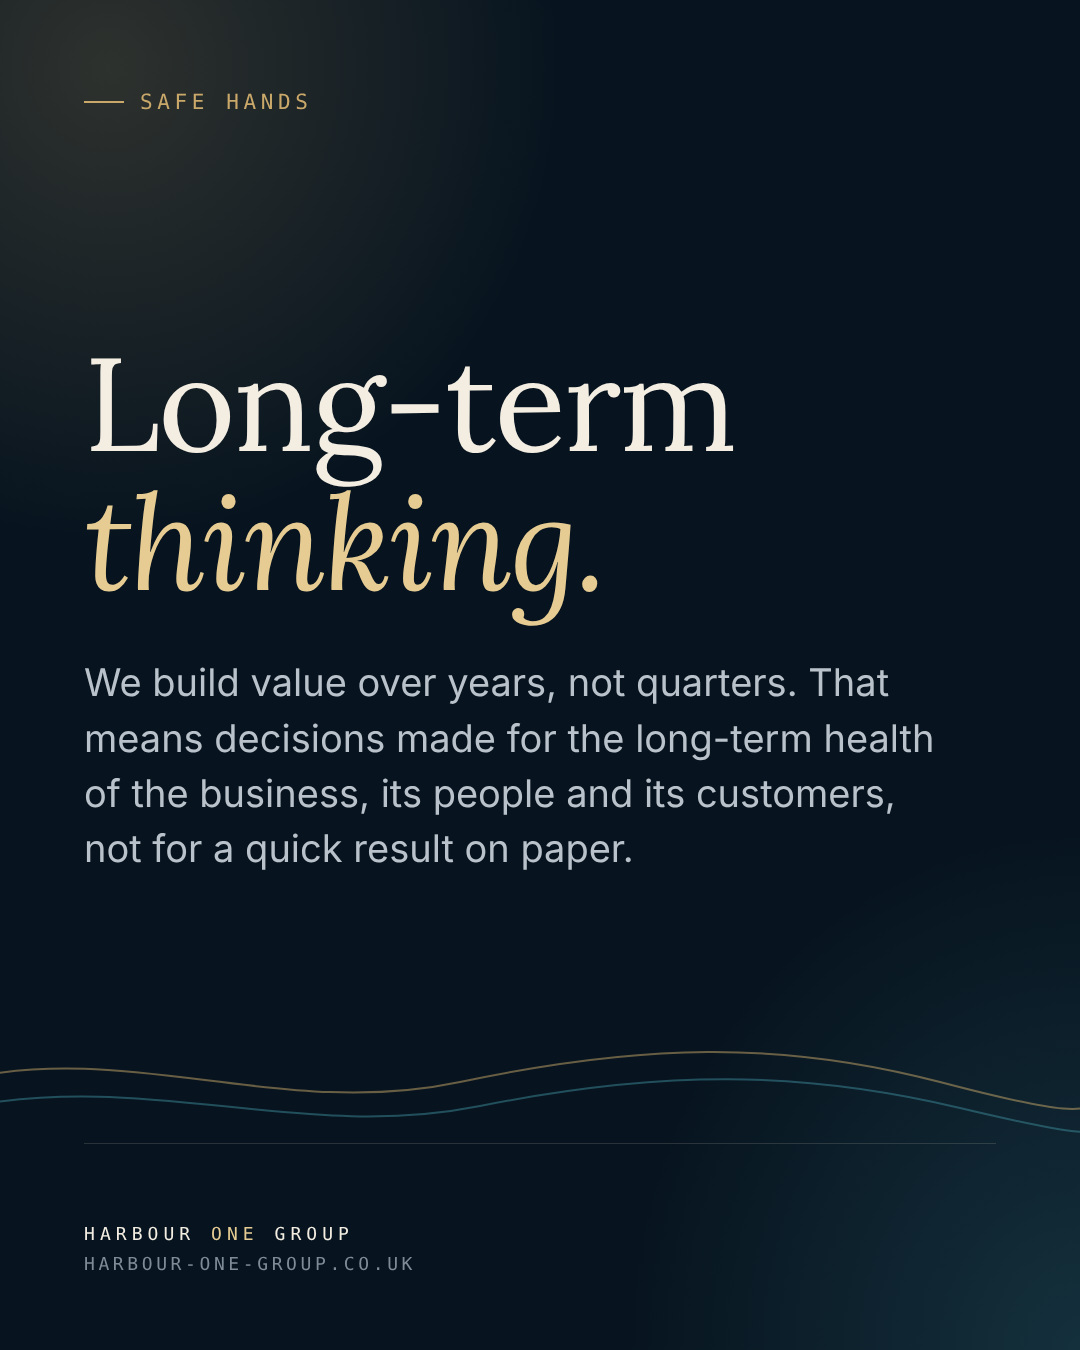 SAFE HANDS
Long-term
thinking.
We build value over years, not quarters. That
means decisions made for the long-term health
of the business, its people and its customers,
not for a quick result on paper.
HARBOUR ONE GROUP
HARBOUR-ONE-GROUP.CO.UK